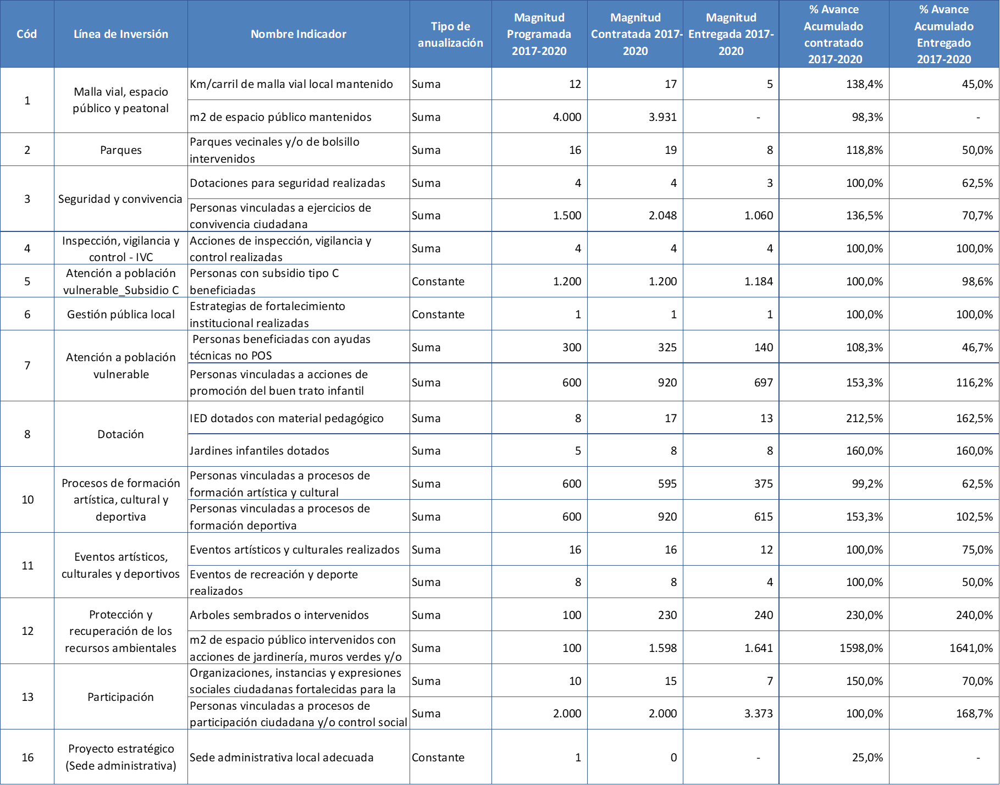 Cód
Línea de Inversión
Nombre Indicador
Tipo de
anualización
Magnitud
Programada
2017-2020
Magnitud
Contratada 2017-
2020
Magnitud
Entregada 2017-
2020
% Avance
Acumulado
contratado
2017-2020
% Avance
Acumulado
Entregado
2017-2020
1
Malla vial, espacio
público y peatonal
Km/carril de malla vial local mantenido
Suma
12
17
5
138,4%
45,0%
m2 de espacio público mantenidos
Suma
4.000
3.931
-
98,3%
-
2
Parques
Parques vecinales y/o de bolsillo
intervenidos
Suma
16
19
8
118,8%
50,0%
3
Seguridad y convivencia
Dotaciones para seguridad realizadas
Suma
4
4
3
100,0%
62,5%
Personas vinculadas a ejercicios de
convivencia ciudadana
Suma
1.500
2.048
1.060
136,5%
70,7%
4
Inspección, vigilancia y
control - IVC
Acciones de inspección, vigilancia y
control realizadas
Suma
4
4
4
100,0%
100,0%
5
Atención a población
vulnerable_Subsidio C
Personas con subsidio tipo C
beneficiadas
Constante
1.200
1.200
1.184
100,0%
98,6%
6
Gestión pública local
Estrategias de fortalecimiento
institucional realizadas
Constante
1
1
1
100,0%
100,0%
7
Atención a población
vulnerable
Personas beneficiadas con ayudas
técnicas no POS
Suma
300
325
140
108,3%
46,7%
Personas vinculadas a acciones de
promoción del buen trato infantil
Suma
600
920
697
153,3%
116,2%
8
Dotación
IED dotados con material pedagógico
Suma
8
17
13
212,5%
162,5%
Jardines infantiles dotados
Suma
5
8
8
160,0%
160,0%
10
Procesos de formación
artística, cultural y
deportiva
Personas vinculadas a procesos de
formación artística y cultural
Suma
600
595
375
99,2%
62,5%
Personas vinculadas a procesos de
formación deportiva
Suma
600
920
615
153,3%
102,5%
11
Eventos artísticos,
culturales y deportivos
Eventos artísticos y culturales realizados
Suma
16
16
12
100,0%
75,0%
Eventos de recreación y deporte
realizados
Suma
8
8
4
100,0%
50,0%
12
Protección y
recuperación de los
recursos ambientales
Arboles sembrados o intervenidos
Suma
100
230
240
230,0%
240,0%
m2 de espacio público intervenidos con
acciones de jardinería, muros verdes y/o
Suma
100
1.598
1.641
1598,0%
1641,0%
13
Participación
Organizaciones, instancias y expresiones
sociales ciudadanas fortalecidas para la
Suma
10
15
7
150,0%
70,0%
Personas vinculadas a procesos de
participación ciudadana y/o control social
Suma
2.000
2.000
3.373
100,0%
168,7%
16
Proyecto estratégico
(Sede administrativa)
Sede administrativa local adecuada
Constante
1
0
-
25,0%
-